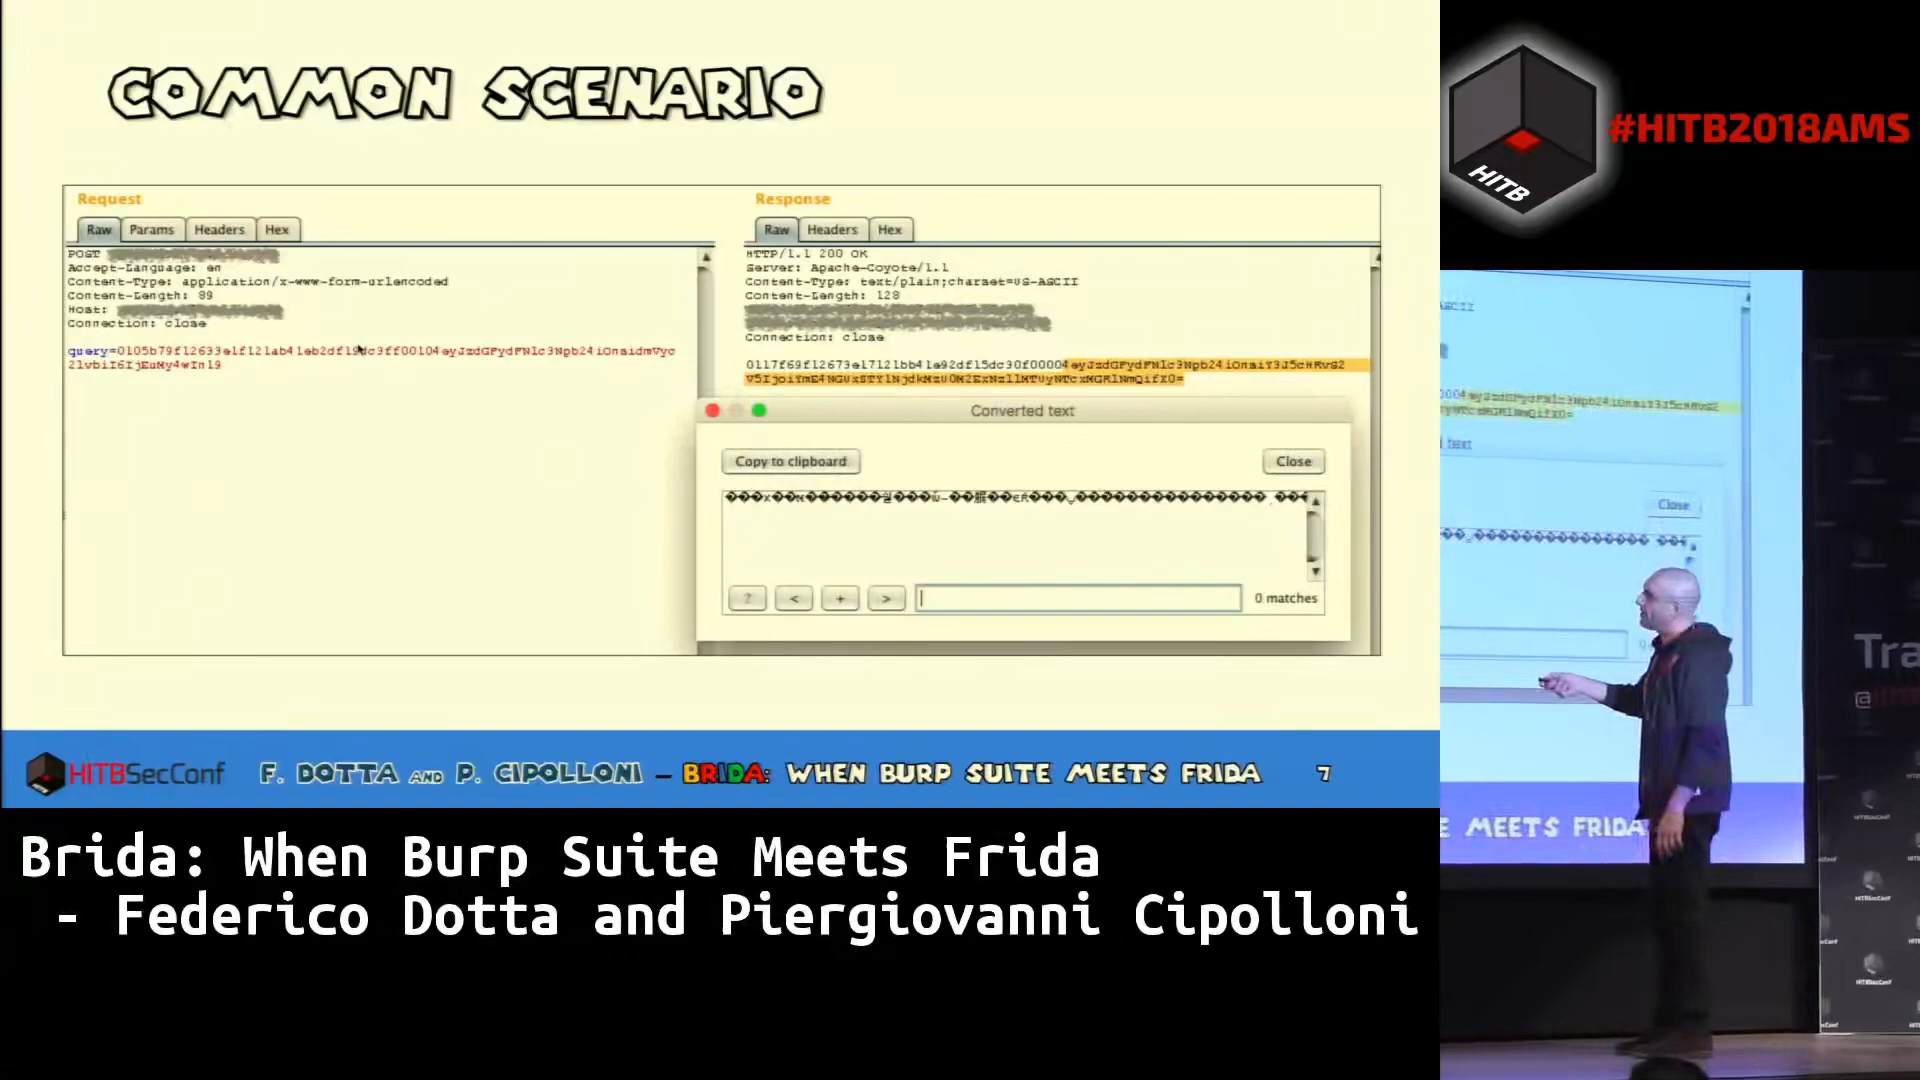 COMMON SCENARIO
#HITB2018AMS
HITB
Request
Response
Raw Params Headers Hex
Raw Headers Hex
POST
Accept-Language: en
Content-Type: application/x-www-form-urlencoded
Content-Length: 89
Host:
Connection: close
HTTP/1.1 200 OK
Server: Apache-Coyote/1.1
Content-Type: text/plain;charset=US-ASCII
Content-Length: 128
Connection: close
Converted text
Copy to clipboard
Close
? < + >
0 matches
Close
HITBSecConf
F. DOTTA AND P. CIPOLLONI – BRIDA: WHEN BURP SUITE MEETS FRIDA
7
MEETS FRIDA
Tra
Brida: When Burp Suite Meets Frida
- Federico Dotta and Piergiovanni Cipolloni